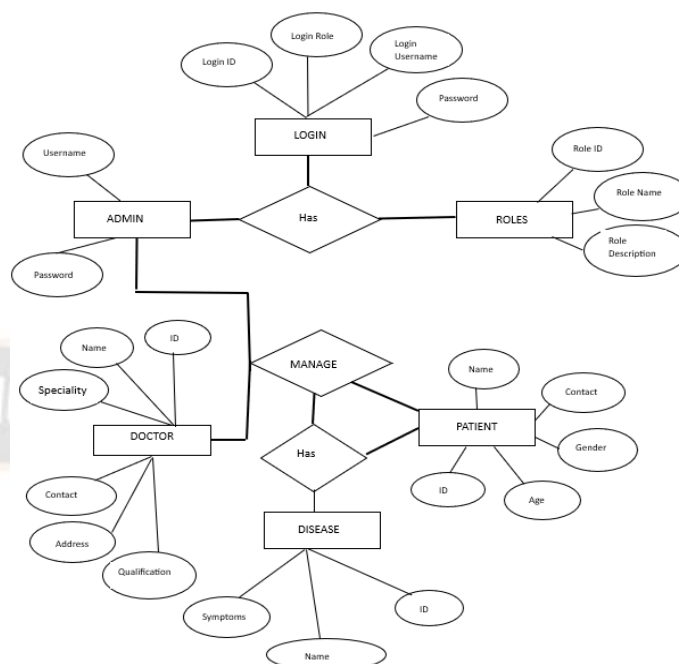 Login Role
Login ID
Login
Username
Password
LOGIN
Username
Role ID
Role Name
ADMIN
Has
ROLES
Role
Description
Password
Name
ID
Speciality
MANAGE
Name
Contact
DOCTOR
PATIENT
Gender
Has
Contact
ID
Age
Address
DISEASE
Qualification
Symptoms
ID
Name